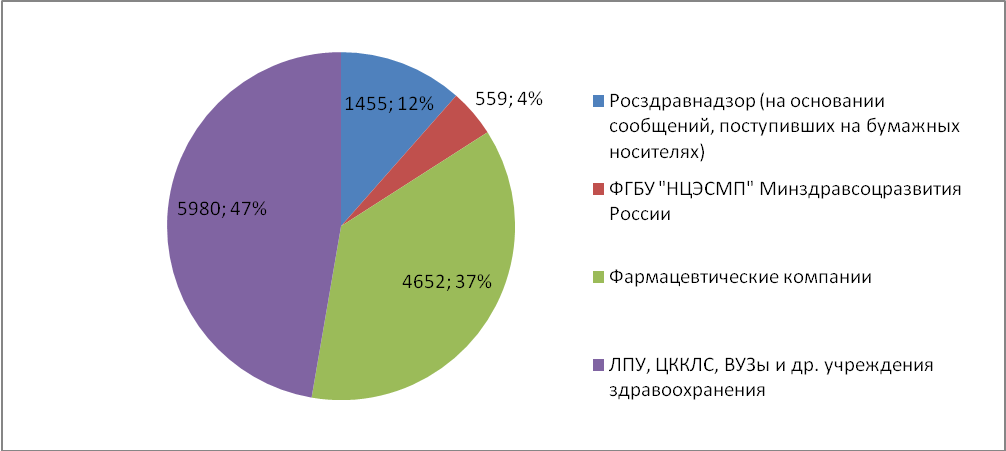 1455; 12%
559; 4%
4652; 37%
5980; 47%
Росздравнадзор (на основании
сообщений, поступивших на бумажных
носителях)
ФГБУ "НЦЭСМП" Минздравсоцразвития
России
Фармацевтические компании
ЛПУ, ЦККЛС, ВУЗы и др. учреждения
здравоохранения